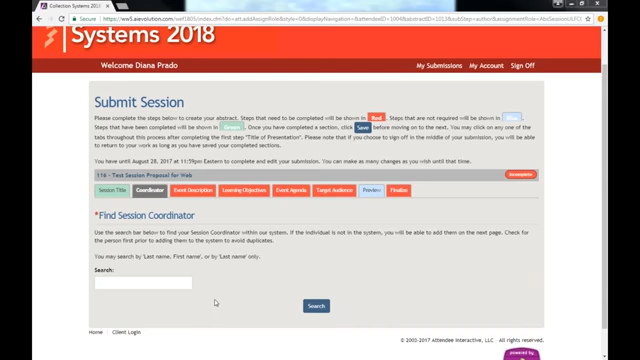 Collection Systems 2018
Systems 2018
Welcome Diana Prado
My Submissions
My Account
Sign Off
Submit Session
Please complete the steps below to create your abstract. Steps that need to be completed will be shown in Red. Steps that are not required will be shown in Blue.
Steps that have been completed will be shown in Green. Once you have completed a section, click Save before moving on to the next. You may click on any one of the
tabs throughout this process after completing the first step "Title of Presentation". Please note that if you choose to sign off in the middle of your submission, you will be able
to return to your work as long as you have saved your completed sections.
You have until August 28, 2017 at 11:59pm Eastern to complete and edit your submission. You can make as many changes as you wish until that time.
116 - Test Session Proposal for Web
Incomplete
Session Title
Coordinator
Event Description
Learning Objectives
Event Agenda
Target Audience
Preview
Finalize
*Find Session Coordinator
Use the search bar below to find your Session Coordinator within our system. If the individual is not in the system, you will be able to add them on the next page. Check for
the person first prior to adding them to the system to avoid duplicates.
You may search by 'Last name, First name', or by 'Last name' only.
Search:
Search
Home | Client Login
© 2003-2017 Attendee Interactive, LLC All rights reserved.
powered by